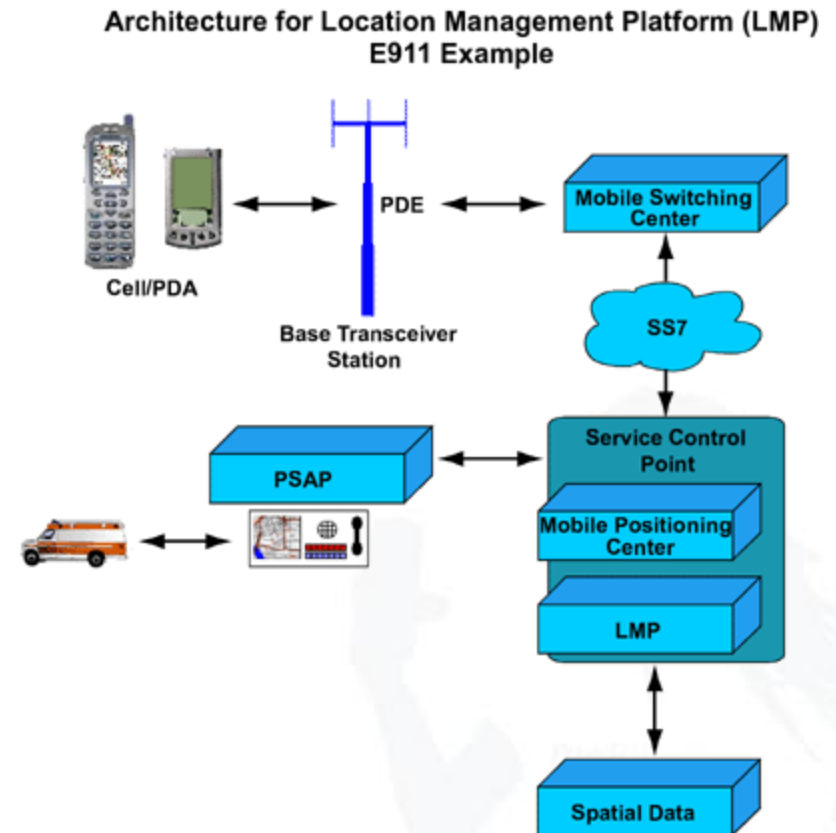 Architecture for Location Management Platform (LMP)
E911 Example
PDE
Mobile Switching
Center
Cell/PDA
Base Transceiver
Station
SS7
Service Control
Point
PSAP
Mobile Positioning
Center
LMP
Spatial Data